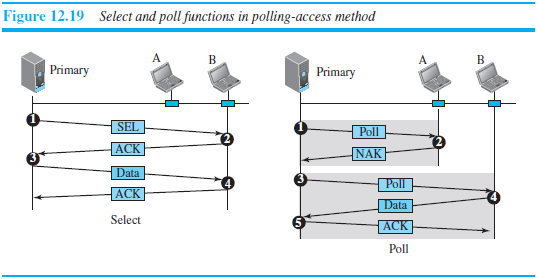 Figure 12.19 Select and poll functions in polling-access method
Primary
A
B
1
SEL
2
ACK
3
Data
4
ACK
Select
Primary
A
B
1
Poll
2
NAK
3
Poll
4
Data
5
ACK
Poll